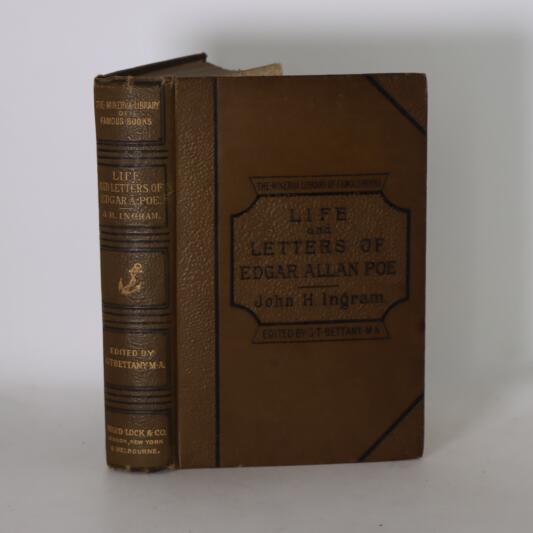 THE·MINERVA·LIBRARY
OF
FAMOUS·BOOKS
LIFE
AND LETTERS OF
EDGAR·A·POE
J.H.INGRAM.
EDITED BY
G·T·BETTANY·M·A.
WARD LOCK & CO.
LONDON, NEW YORK
& MELBOURNE.
THE·MINERVA LIBRARY OF FAMOUS BOOKS
LIFE
and
LETTERS OF
EDGAR ALLAN POE
John H Ingram
EDITED BY G·T·BETTANY·M·A